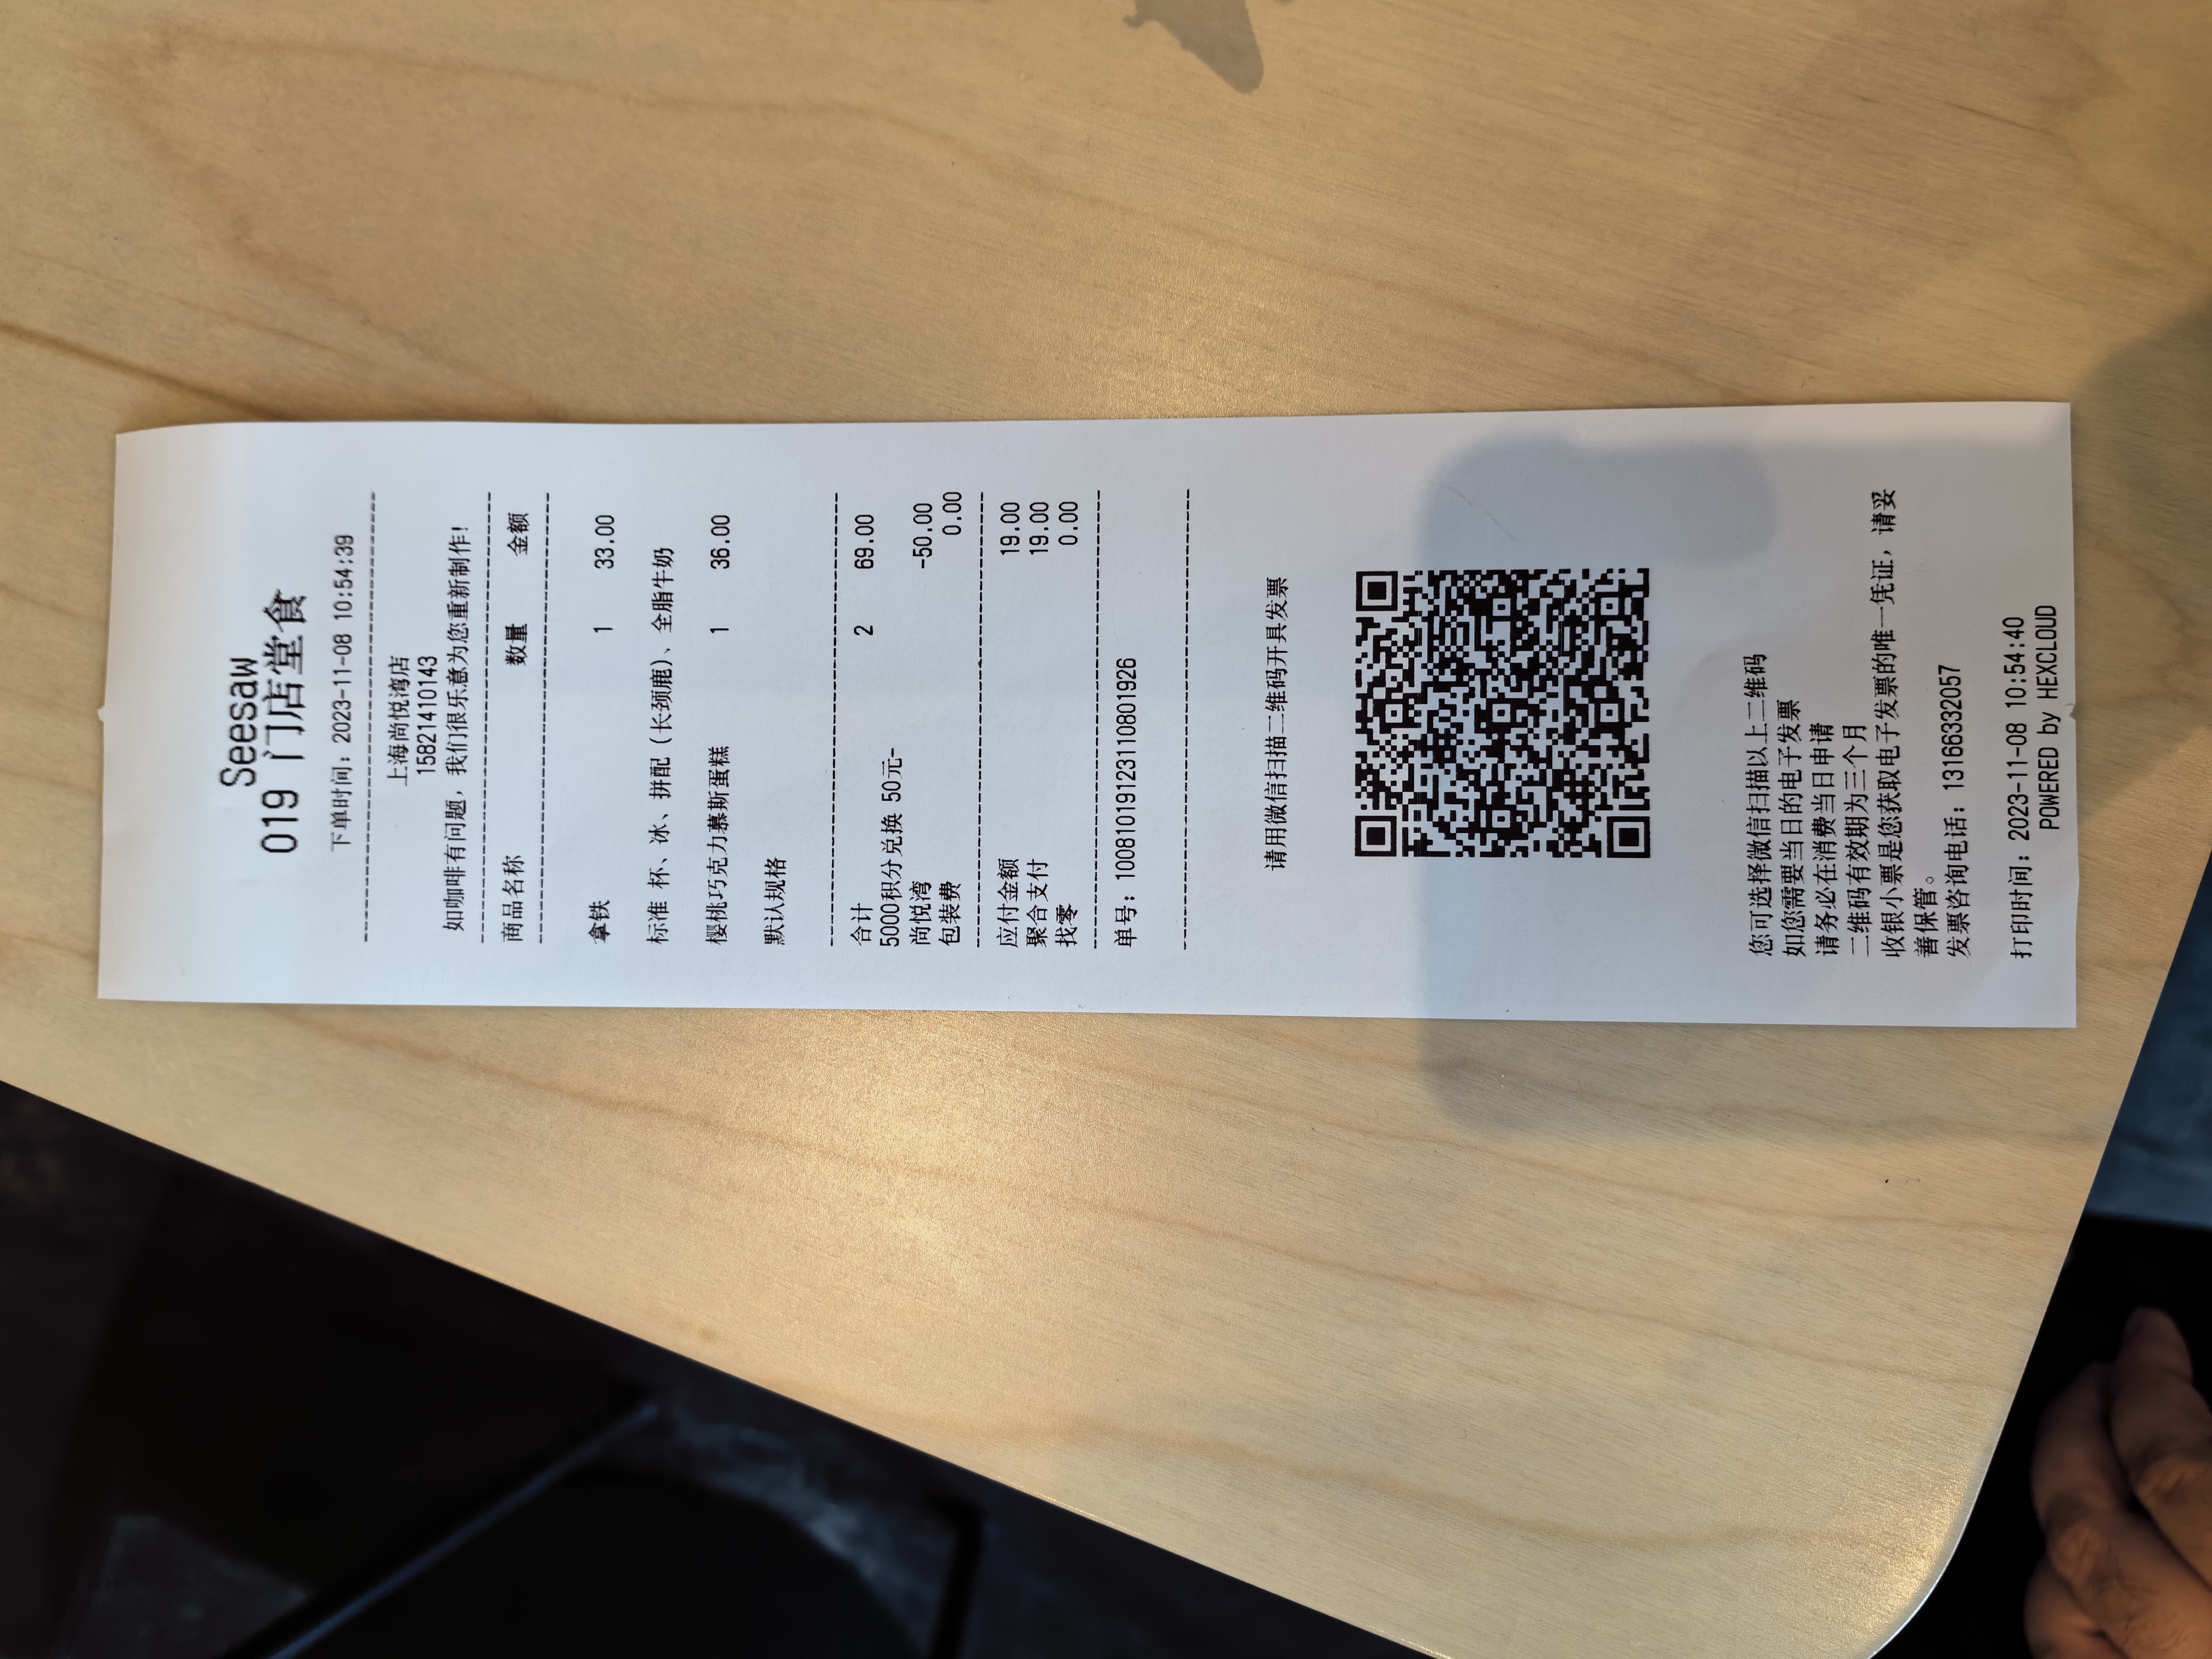 Seesaw
019 门店堂食
下单时间：2023-11-08 10:54:39
上海尚悦湾店
15821410143
如咖啡有问题，我们很乐意为您重新制作！
商品名称 数量 金额
拿铁 1 33.00
标准 杯、冰、拼配（长颈鹿）、全脂牛奶
樱桃巧克力慕斯蛋糕 1 36.00
默认规格
合计 2 69.00
5000积分兑换 50元-
尚悦湾 -50.00
包装费 0.00
应付金额 19.00
聚合支付 19.00
找零 0.00
单号：10081019123110801926
请用微信扫描二维码开具发票
您可选择微信扫描以上二维码
如您需要当日的电子发票
请务必在消费当日申请
二维码有效期为三个月
收银小票是您获取电子发票的唯一凭证，请妥
善保管。
发票咨询电话：13166332057
打印时间：2023-11-08 10:54:40
POWERED by HEXCLOUD